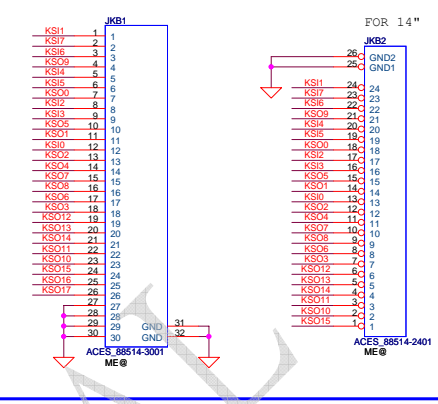 FOR 14"
JKB1
KSI1 1 1
KSI7 2 2
KSI6 3 3
KSO9 4 4
KSI4 5 5
KSI5 6 6
KSO0 7 7
KSI2 8 8
KSI3 9 9
KSO5 10 10
KSO1 11 11
KSI0 12 12
KSO2 13 13
KSO4 14 14
KSO7 15 15
KSO8 16 16
KSO6 17 17
KSO3 18 18
KSO12 19 19
KSO13 20 20
KSO14 21 21
KSO11 22 22
KSO10 23 23
KSO15 24 24
KSO16 25 25
KSO17 26 26
27 27
28 28
29 29 GND 31
30 30 GND 32
ACES_88514-3001
ME@
JKB2
26 GND2
25 GND1
KSI1 24 24
KSI7 23 23
KSI6 22 22
KSO9 21 21
KSI4 20 20
KSI5 19 19
KSO0 18 18
KSI2 17 17
KSI3 16 16
KSO5 15 15
KSO1 14 14
KSI0 13 13
KSO2 12 12
KSO4 11 11
KSO7 10 10
KSO8 9 9
KSO6 8 8
KSO3 7 7
KSO12 6 6
KSO13 5 5
KSO14 4 4
KSO11 3 3
KSO10 2 2
KSO15 1 1
ACES_88514-2401
ME@